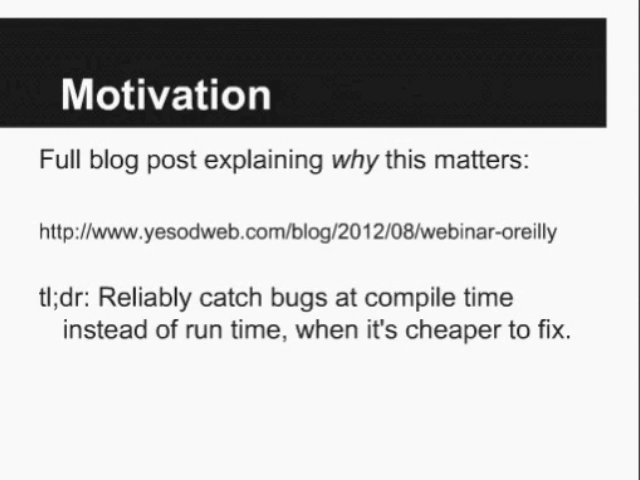 Motivation
Full blog post explaining why this matters:
http://www.yesodweb.com/blog/2012/08/webinar-oreilly
tl;dr: Reliably catch bugs at compile time
instead of run time, when it's cheaper to fix.